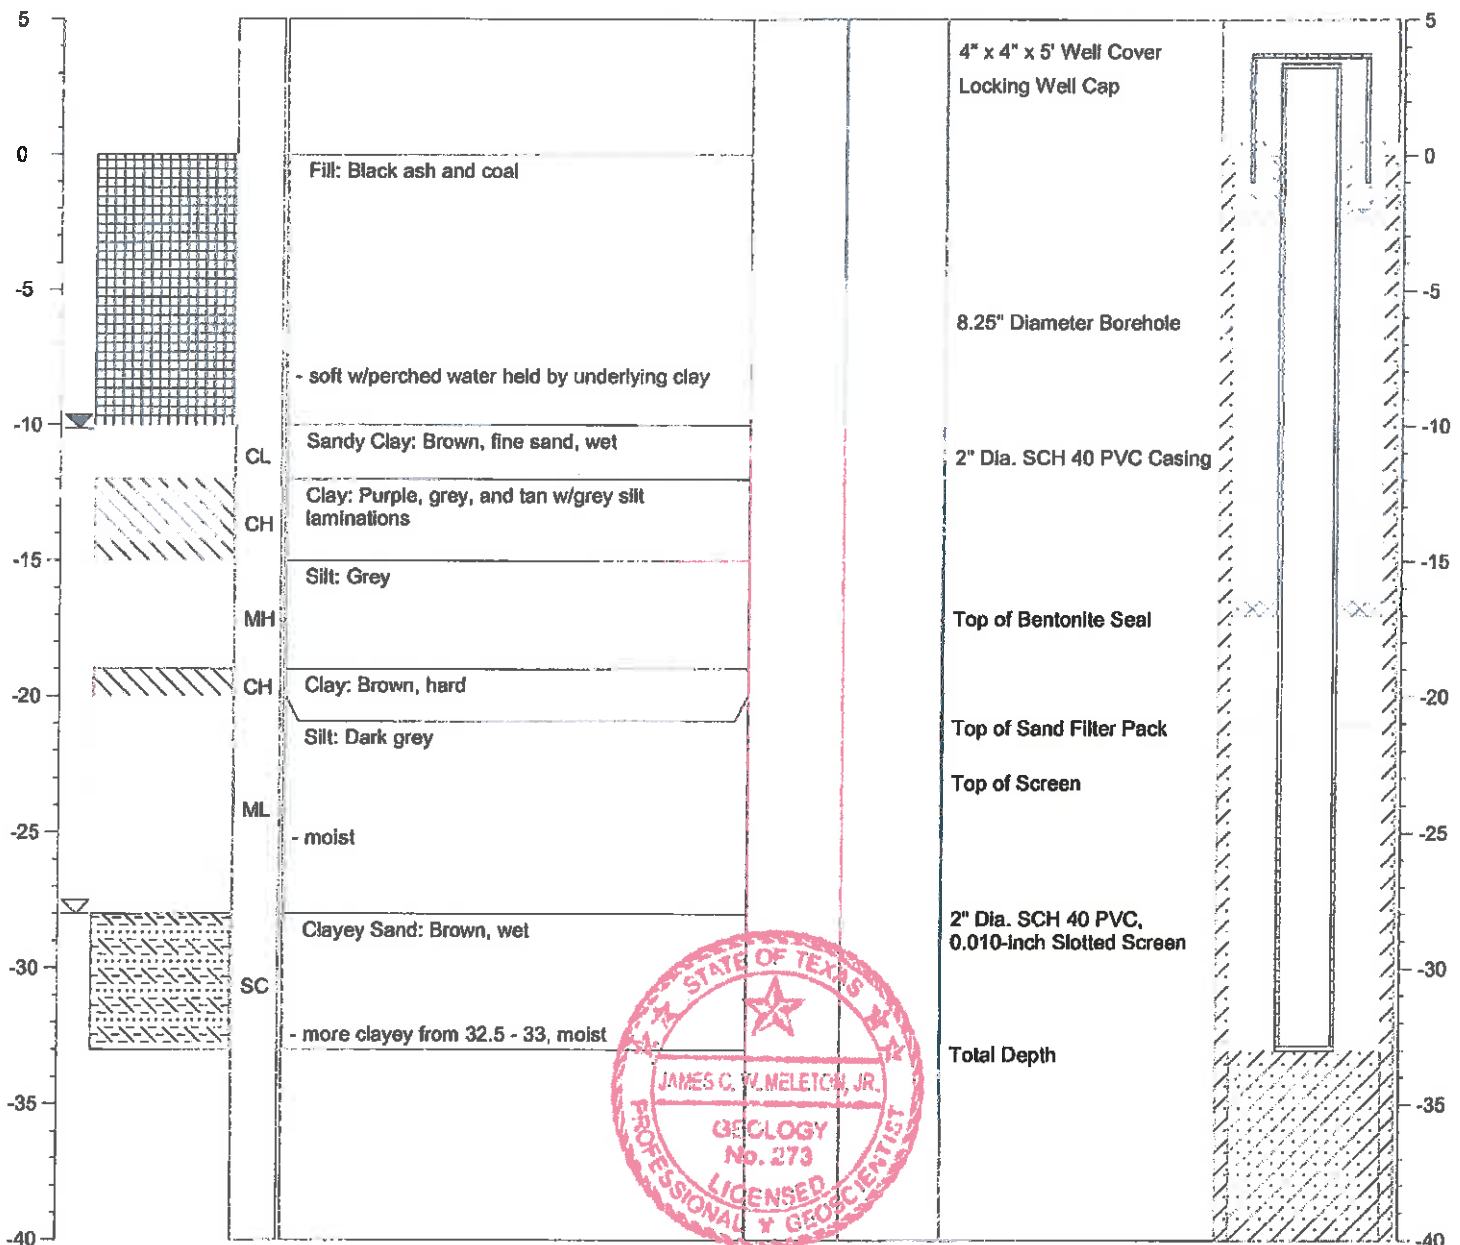 5
0
-5
-10
-15
-20
-25
-30
-35
-40
CL
CH
MH
CH
ML
SC
Fill: Black ash and coal
- soft w/perched water held by underlying clay
Sandy Clay: Brown, fine sand, wet
Clay: Purple, grey, and tan w/grey silt
laminations
Silt: Grey
Clay: Brown, hard
Silt: Dark grey
- moist
Clayey Sand: Brown, wet
- more clayey from 32.5 - 33, moist
STATE OF TEXAS
JAMES C. W. MELETON, JR.
GEOLOGY
No. 273
LICENSED
PROFESSIONAL GEOSCIENTIST
4" x 4" x 5' Well Cover
Locking Well Cap
8.25" Diameter Borehole
2" Dia. SCH 40 PVC Casing
Top of Bentonite Seal
Top of Sand Filter Pack
Top of Screen
2" Dia. SCH 40 PVC,
0.010-inch Slotted Screen
Total Depth
5
0
-5
-10
-15
-20
-25
-30
-35
-40